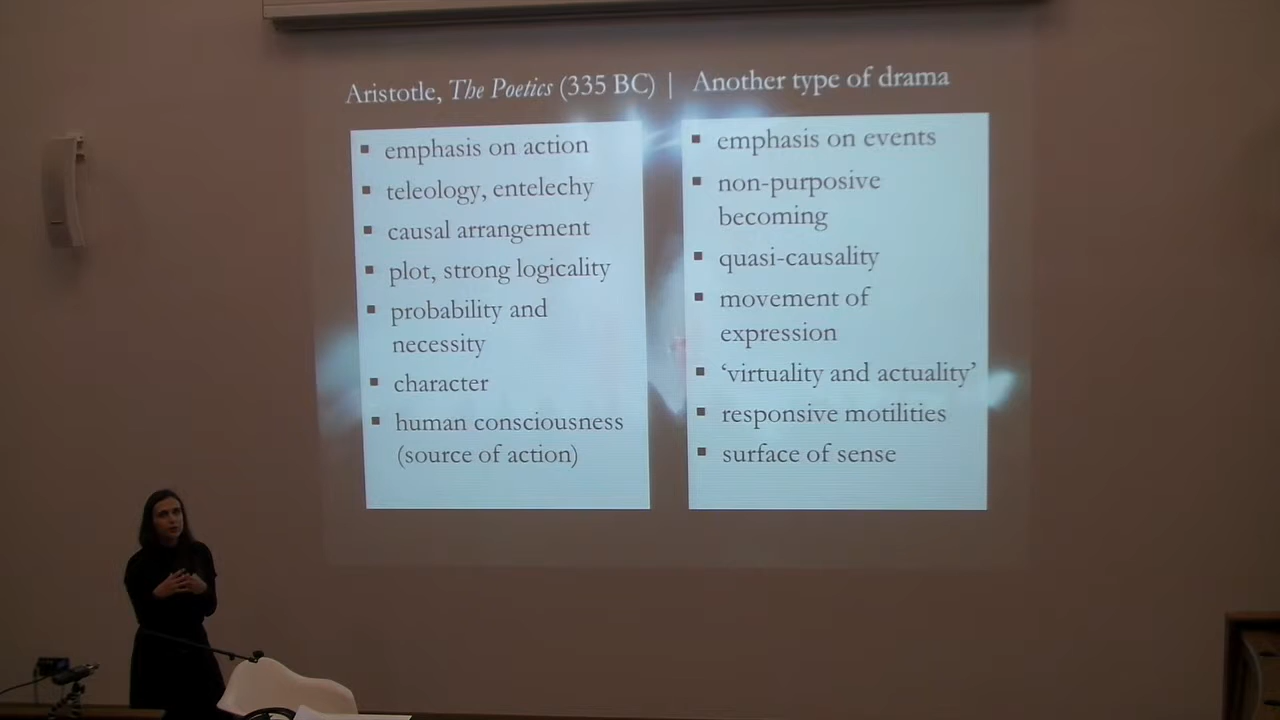 Aristotle, The Poetics (335 BC) | Another type of drama
emphasis on action
teleology, entelechy
causal arrangement
plot, strong logicality
probability and
necessity
character
human consciousness
(source of action)
emphasis on events
non-purposive
becoming
quasi-causality
movement of
expression
‘virtuality and actuality’
responsive motilities
surface of sense